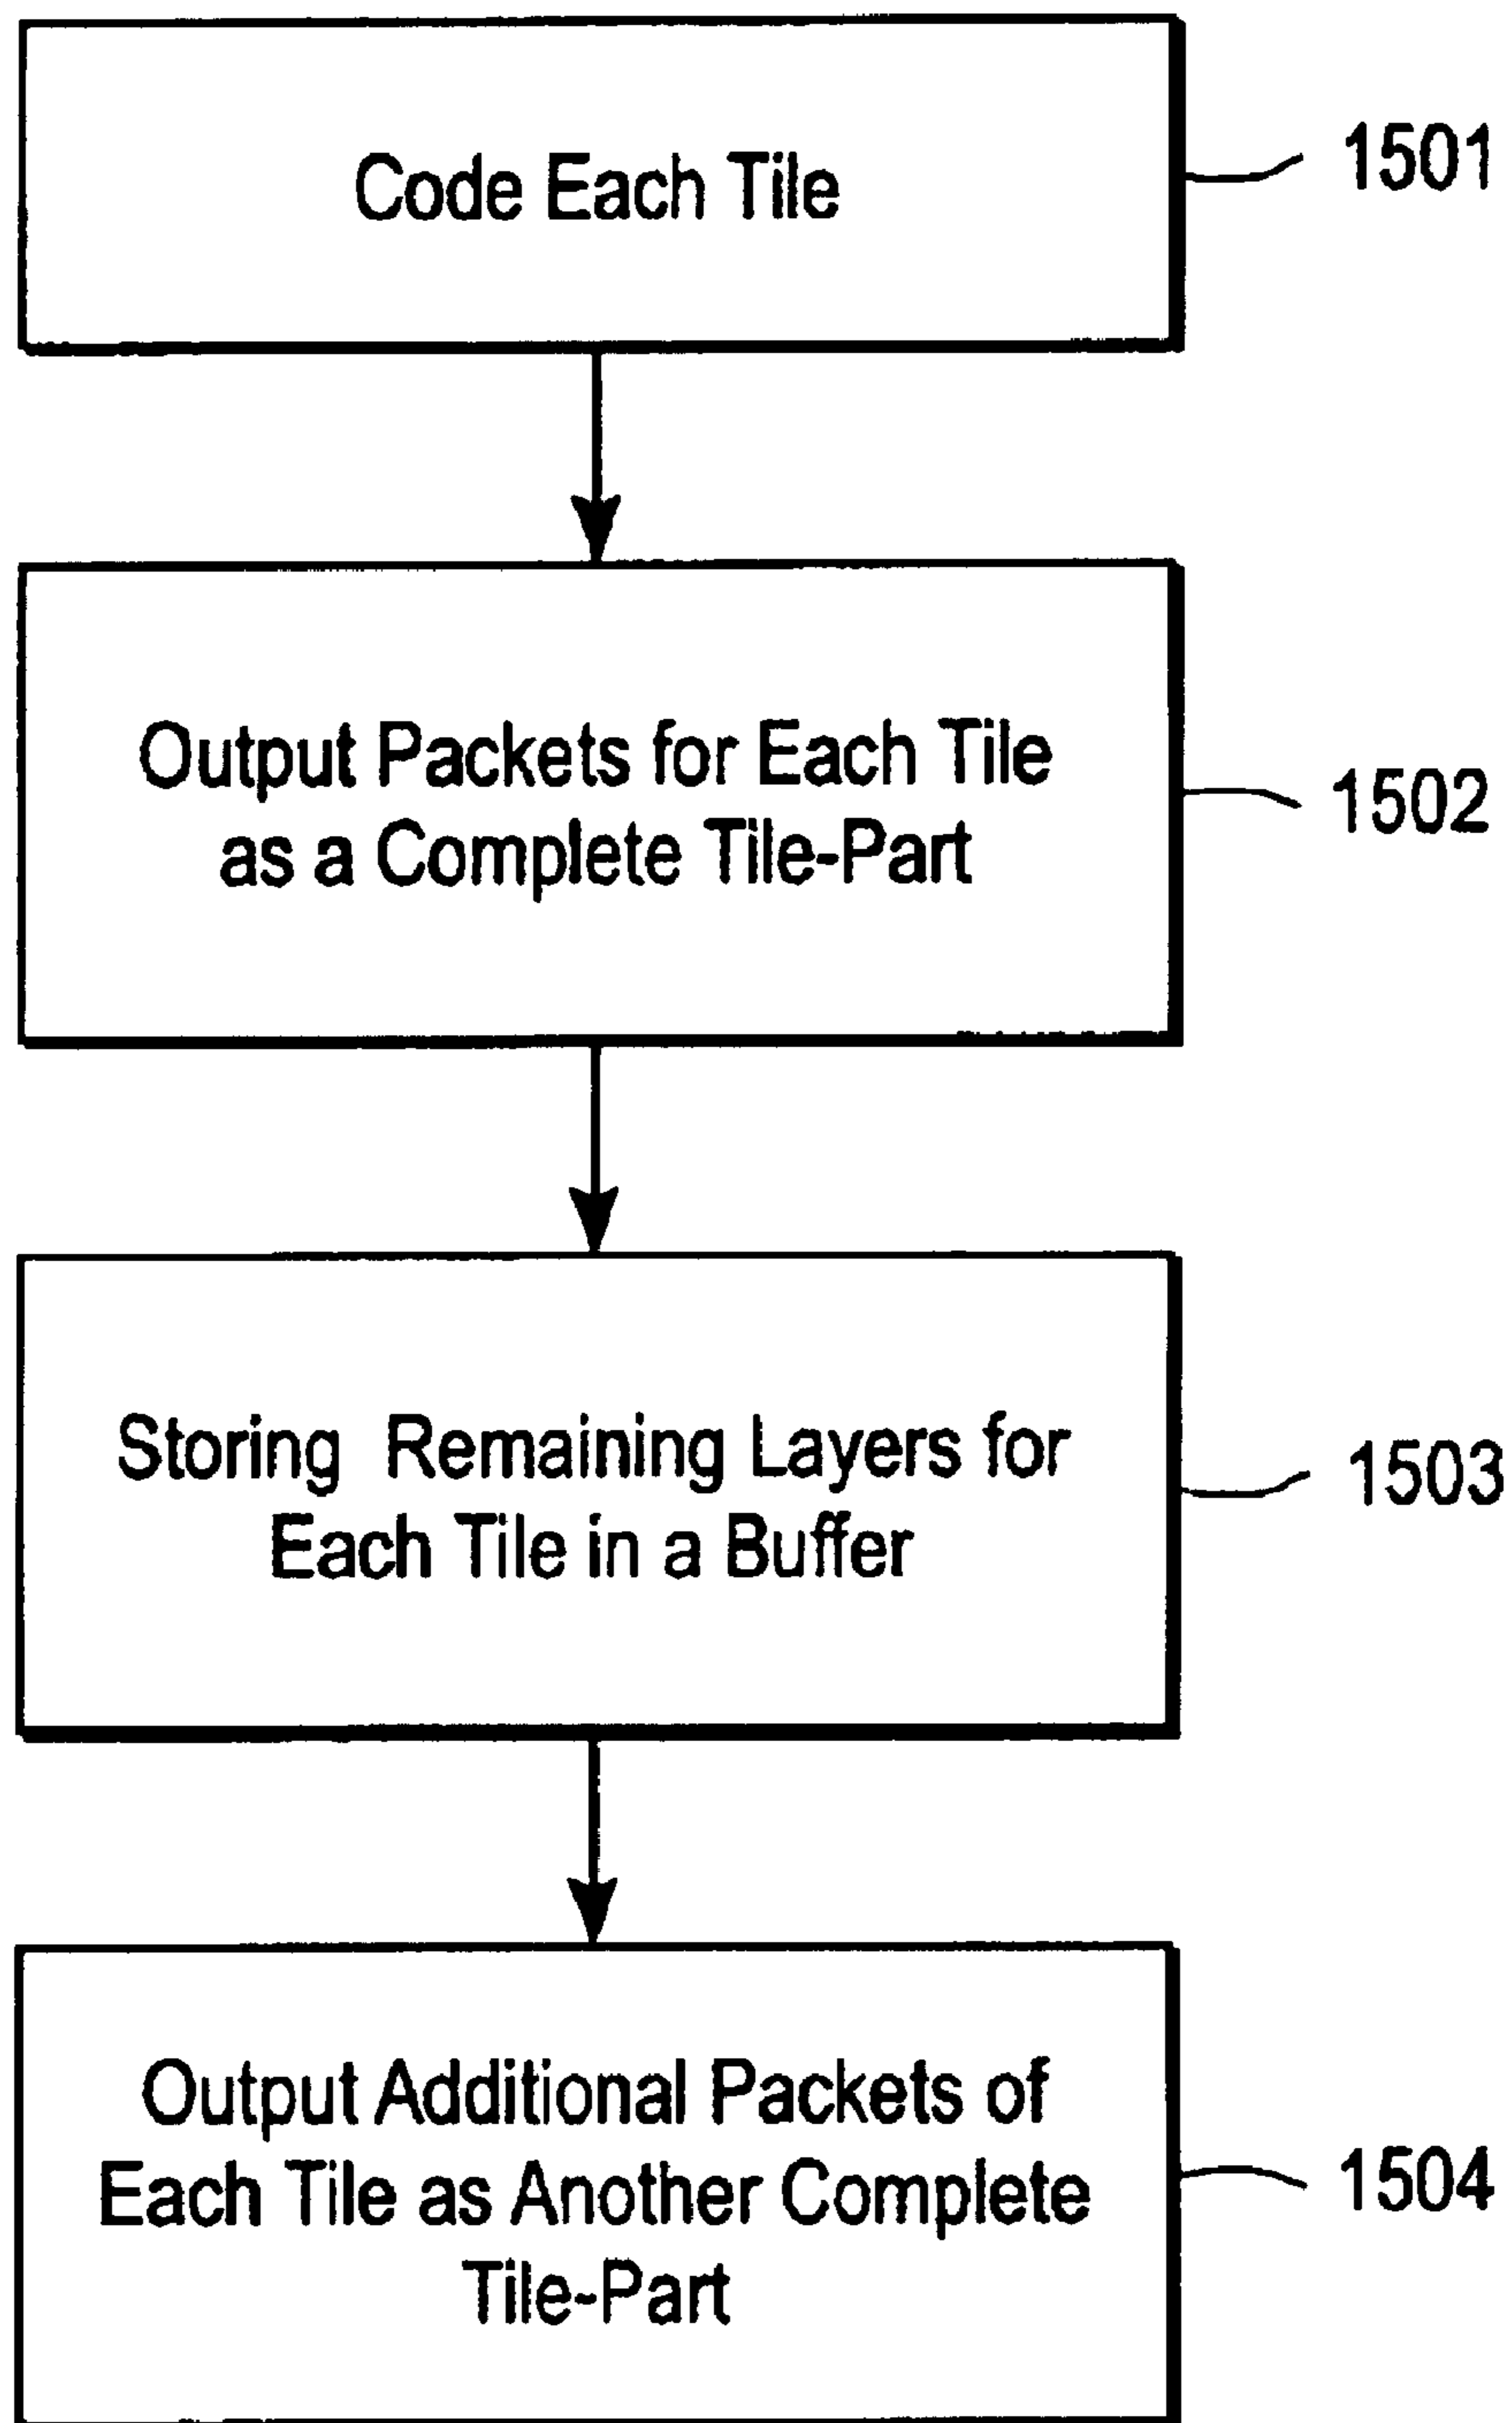 Code Each Tile
1501
Output Packets for Each Tile
as a Complete Tile-Part
1502
Storing Remaining Layers for
Each Tile in a Buffer
1503
Output Additional Packets of
Each Tile as Another Complete
Tile-Part
1504